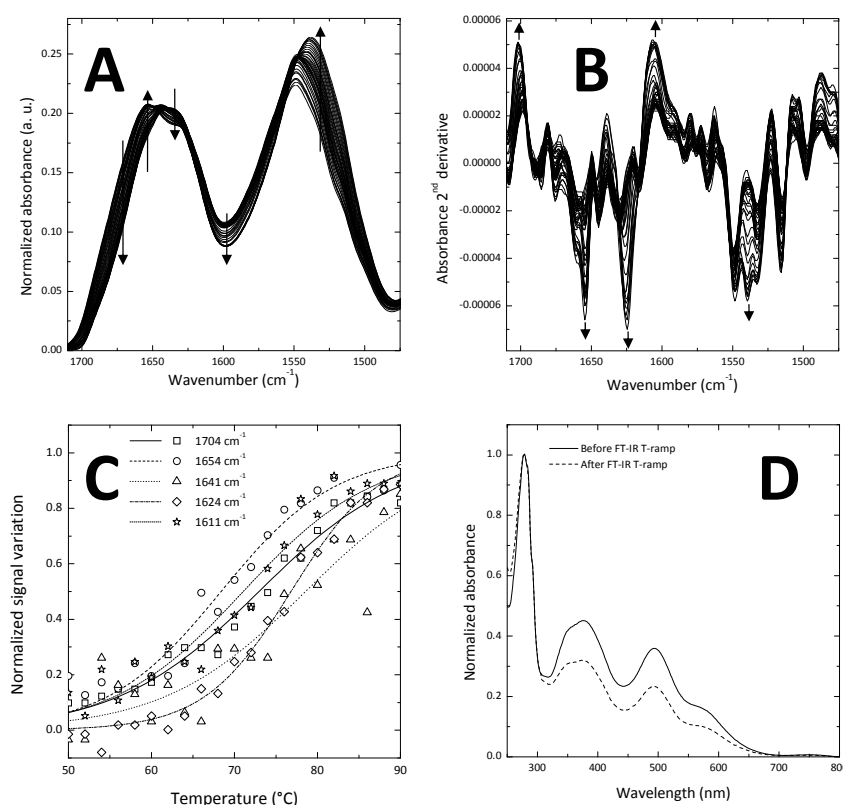 A
0.25
0.20
0.15
0.10
0.05
0.00
Normalized absorbance (a. u.)
1700
1650
1600
1550
1500
Wavenumber (cm-1)
B
0.00006
0.00004
0.00002
0.00000
-0.00002
-0.00004
-0.00006
Absorbance 2nd derivative
1700
1650
1600
1550
1500
Wavenumber (cm-1)
C
1704 cm-1
1654 cm-1
1641 cm-1
1624 cm-1
1611 cm-1
1.0
0.8
0.6
0.4
0.2
0.0
Normalized signal variation
50
60
70
80
90
Temperature (°C)
D
Before FT-IR T-ramp
After FT-IR T-ramp
1.0
0.8
0.6
0.4
0.2
0.0
Normalized absorbance
300
400
500
600
700
80
Wavelength (nm)